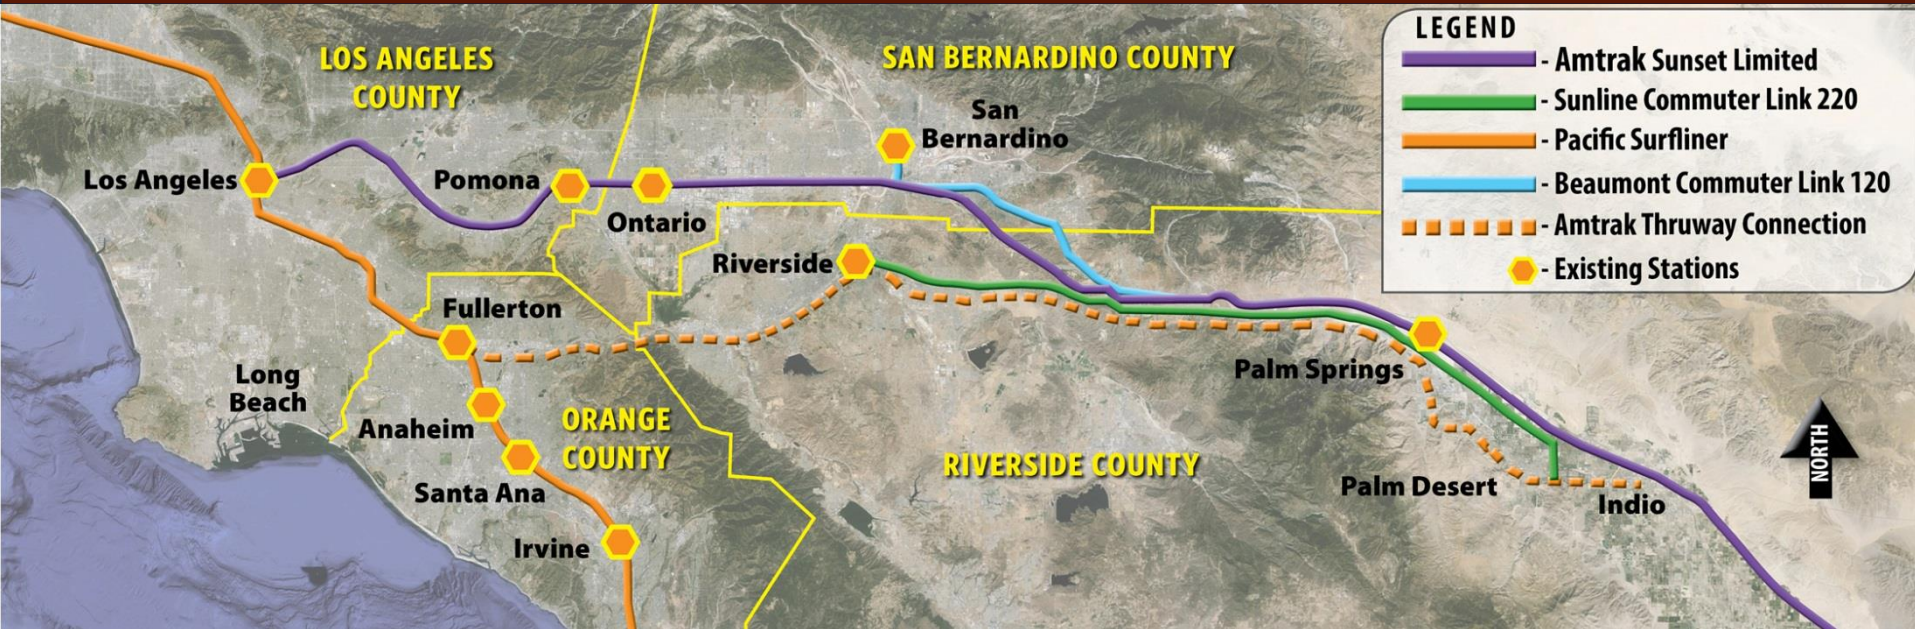 LOS ANGELES
COUNTY
SAN BERNARDINO COUNTY
LEGEND
- Amtrak Sunset Limited
- Sunline Commuter Link 220
- Pacific Surfliner
- Beaumont Commuter Link 120
- Amtrak Thruway Connection
- Existing Stations
San
Bernardino
Los Angeles
Pomona
Ontario
Riverside
Fullerton
Long
Beach
Anaheim
ORANGE
COUNTY
Santa Ana
Irvine
RIVERSIDE COUNTY
Palm Springs
Palm Desert
Indio
NORTH